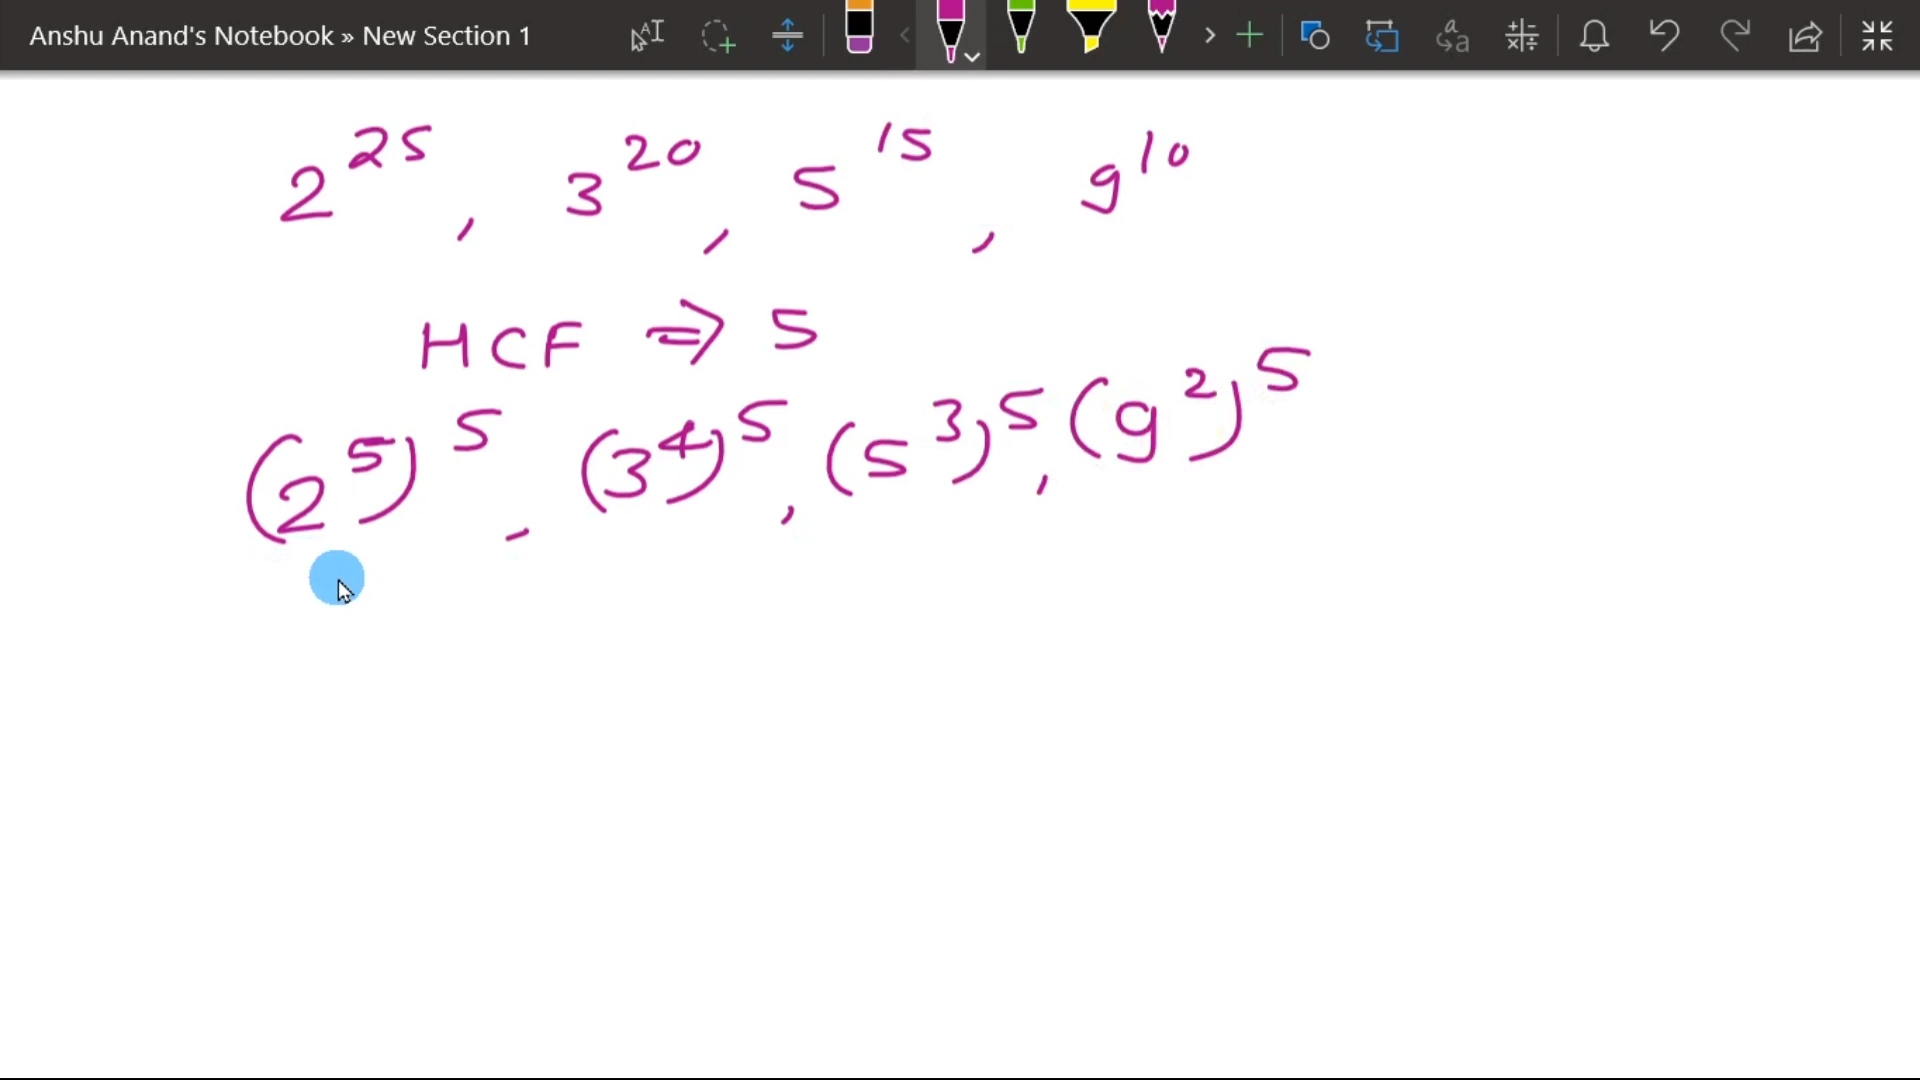 Anshu Anand's Notebook » New Section 1
2^25, 3^20, 5^15, 9^10
HCF ⇒ 5
(2^5)^5, (3^4)^5, (5^3)^5, (9^2)^5